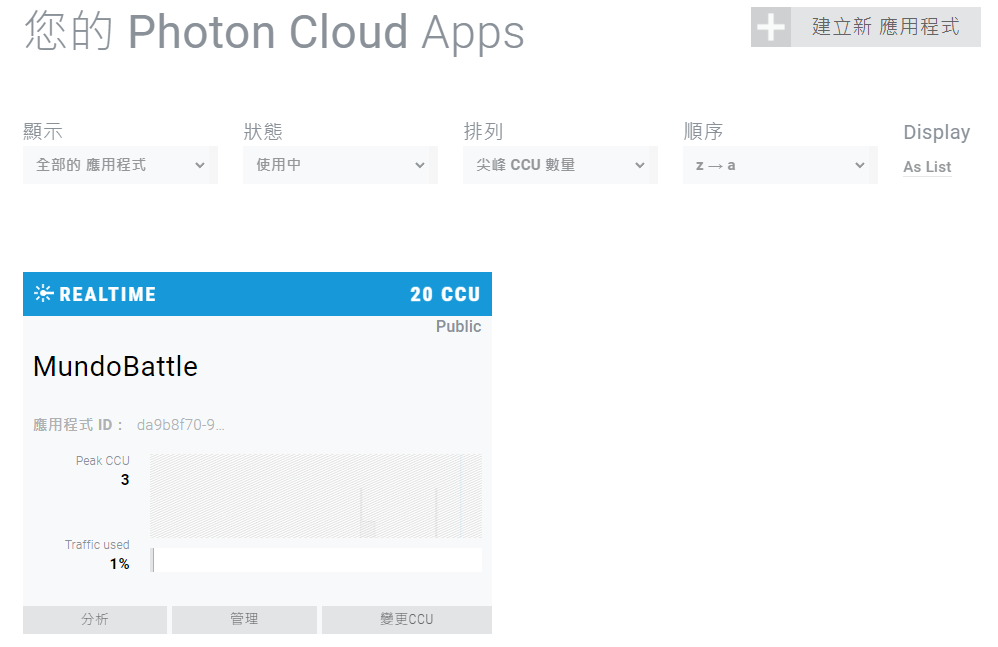 您的 Photon Cloud Apps
建立新 應用程式
顯示
全部的 應用程式
狀態
使用中
排列
尖峰 CCU 數量
順序
z → a
Display
As List
REALTIME
20 CCU
Public
MundoBattle
應用程式 ID： da9b8f70-9...
Peak CCU
3
Traffic used
1%
分析
管理
變更CCU